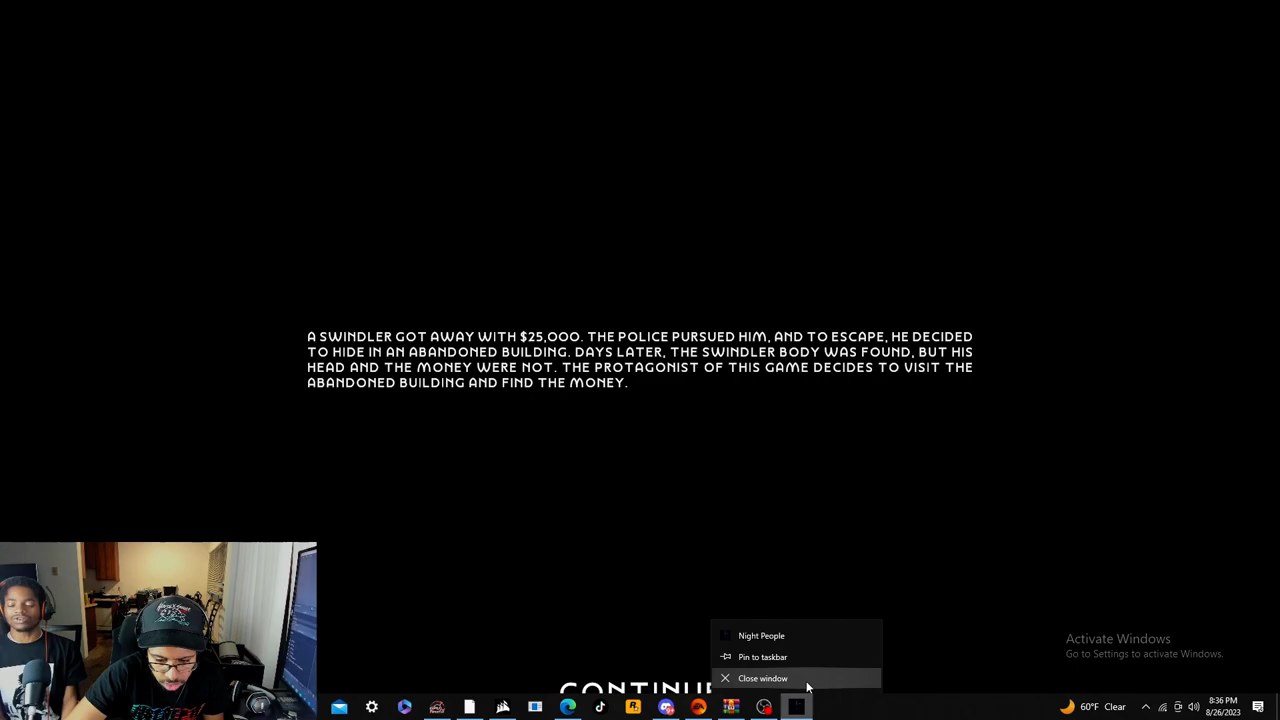 A SWINDLER GOT AWAY WITH $25,000. THE POLICE PURSUED HIM, AND TO ESCAPE, HE DECIDED
TO HIDE IN AN ABANDONED BUILDING. DAYS LATER, THE SWINDLER BODY WAS FOUND, BUT HIS
HEAD AND THE MONEY WERE NOT. THE PROTAGONIST OF THIS GAME DECIDES TO VISIT THE
ABANDONED BUILDING AND FIND THE MONEY.
Night People
Pin to taskbar
Close window
Activate Windows
Go to Settings to activate Windows.
CONTINUE
60°F Clear
8:36 PM
8/26/2023